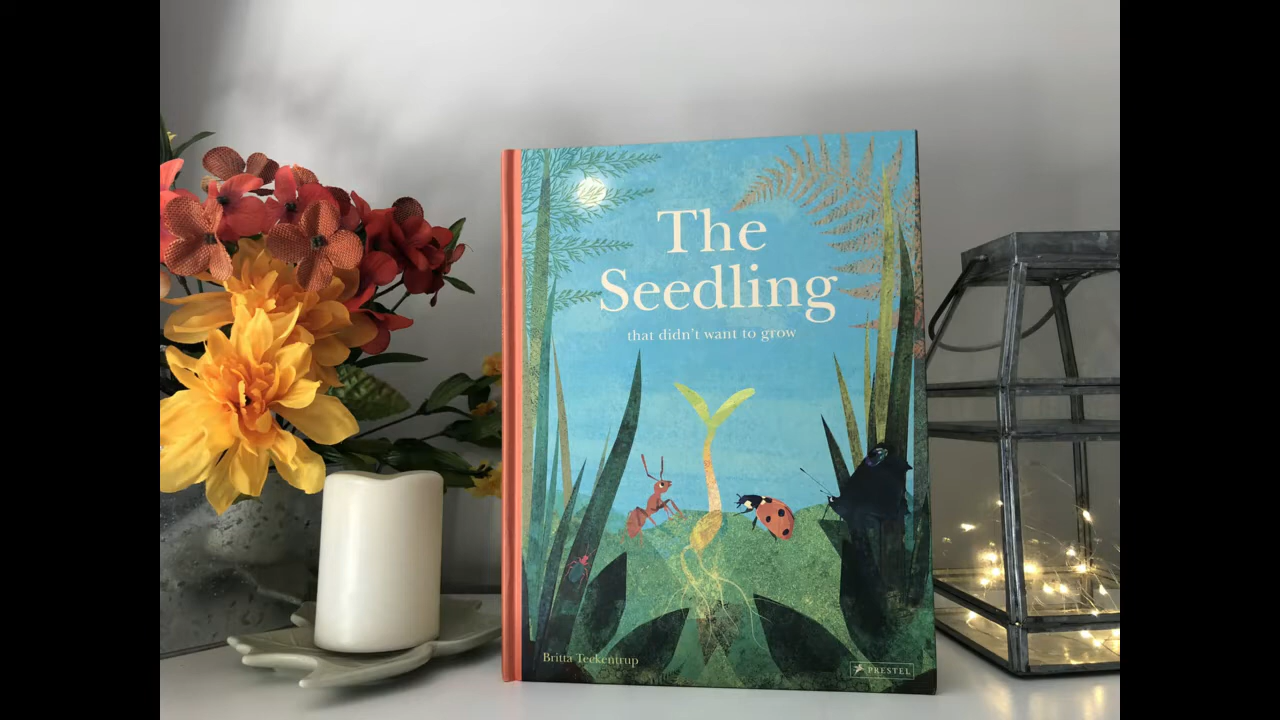 The
Seedling
that didn't want to grow
Britta Teckentrup
PRESTEL